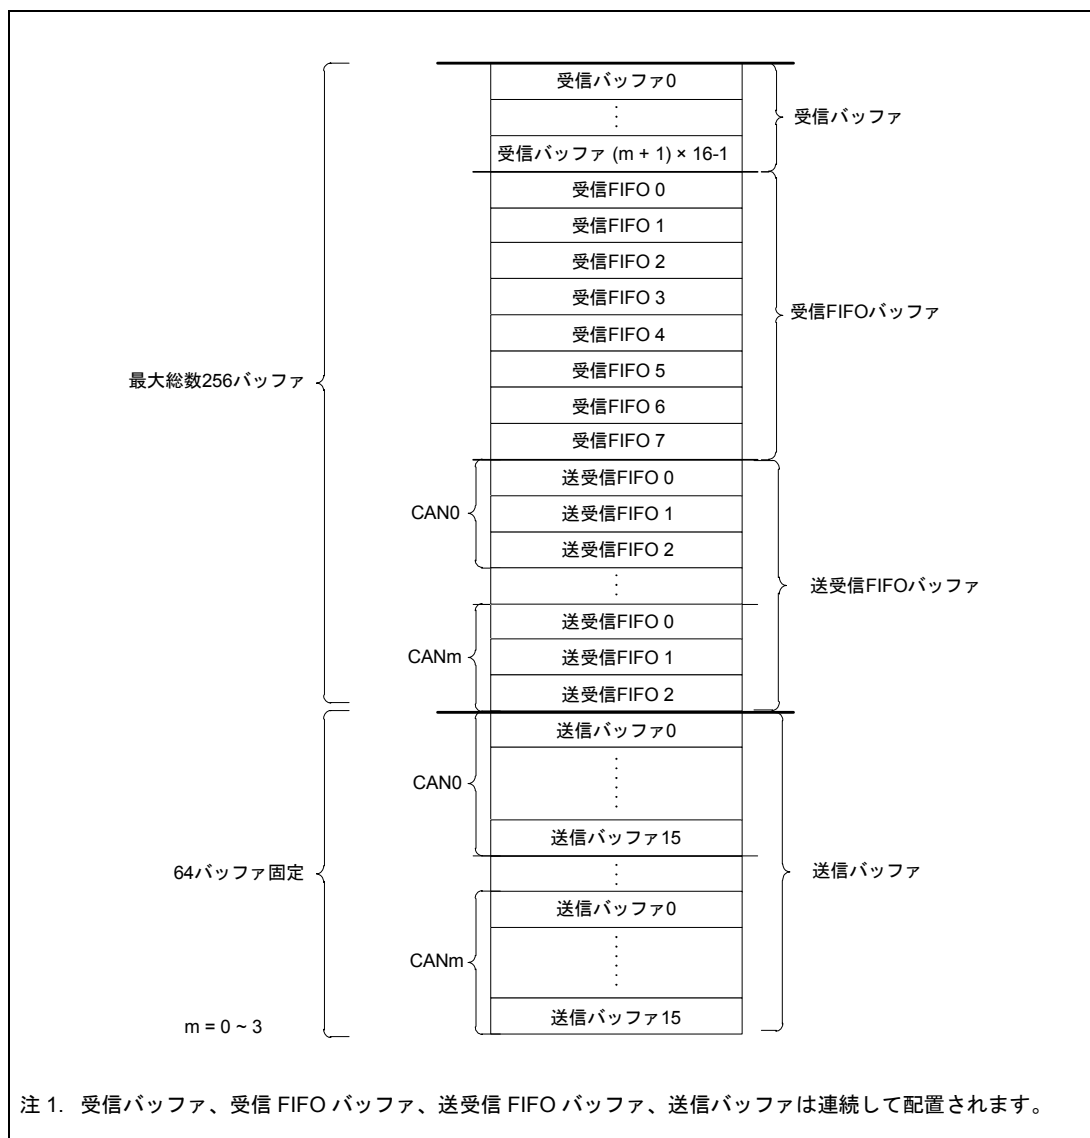 受信バッファ0
受信バッファ
受信バッファ (m + 1) × 16-1
受信FIFO 0
受信FIFO 1
受信FIFO 2
受信FIFO 3
受信FIFOバッファ
受信FIFO 4
受信FIFO 5
最大総数256バッファ
受信FIFO 6
受信FIFO 7
送受信FIFO 0
CAN0
送受信FIFO 1
送受信FIFO 2
送受信FIFOバッファ
送受信FIFO 0
CANm
送受信FIFO 1
送受信FIFO 2
送信バッファ0
CAN0
送信バッファ15
64バッファ固定
送信バッファ
送信バッファ0
CANm
送信バッファ15
m = 0 ~ 3
注 1. 受信バッファ、受信 FIFO バッファ、送受信 FIFO バッファ、送信バッファは連続して配置されます。